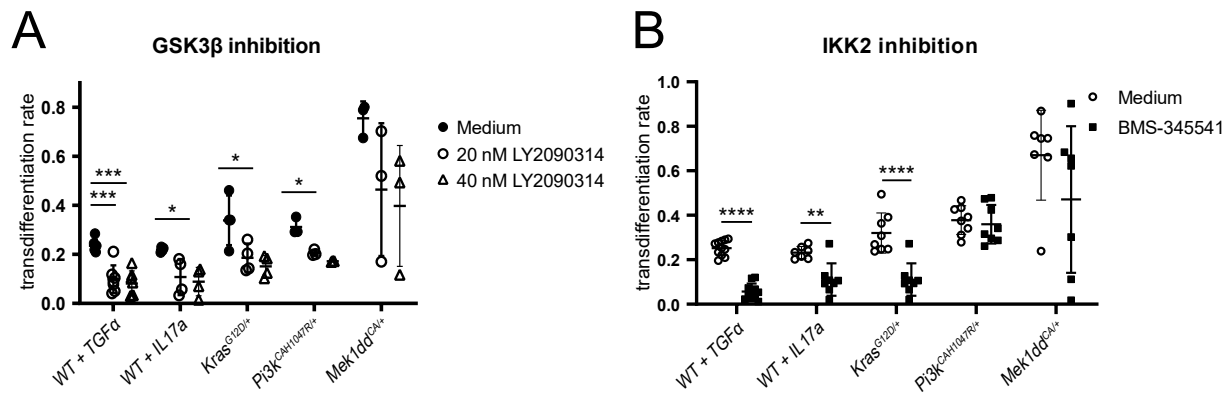 A
GSK3β inhibition
transdifferentiation rate
0.8
0.6
0.4
0.2
0.0
***
***
*
*
*
WT + TGFα
WT + IL17a
Kras^G12D/+
Pi3k^CAH1047R/+
Mek1dd^CA/+
Medium
20 nM LY2090314
40 nM LY2090314
B
IKK2 inhibition
transdifferentiation rate
1.0
0.8
0.6
0.4
0.2
0.0
****
**
****
WT + TGFα
WT + IL17a
Kras^G12D/+
Pi3k^CAH1047R/+
Mek1dd^CA/+
Medium
BMS-345541